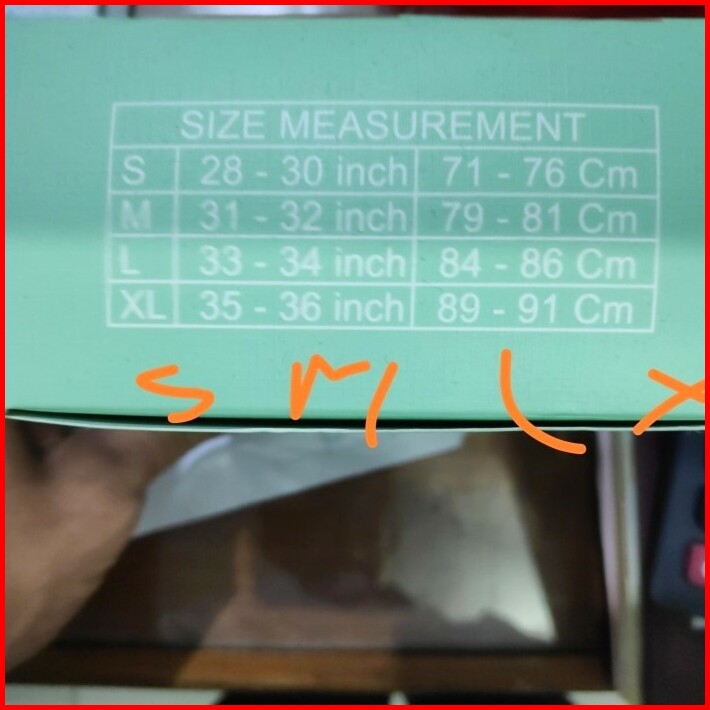 SIZE MEASUREMENT
S 28 - 30 inch 71 - 76 Cm
M 31 - 32 inch 79 - 81 Cm
L 33 - 34 inch 84 - 86 Cm
XL 35 - 36 inch 89 - 91 Cm
S M L X